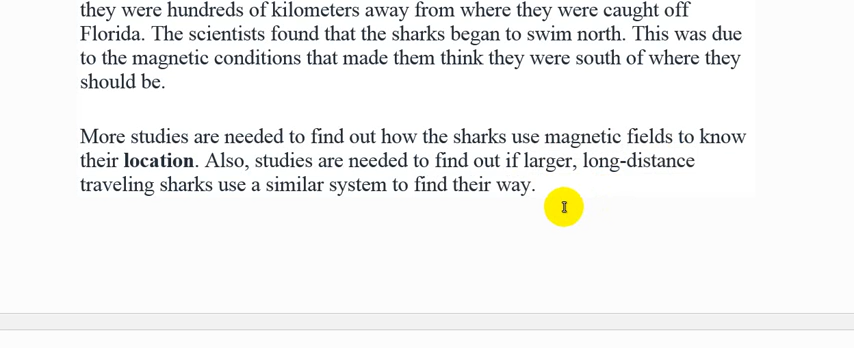 they were hundreds of kilometers away from where they were caught off
Florida. The scientists found that the sharks began to swim north. This was due
to the magnetic conditions that made them think they were south of where they
should be.
More studies are needed to find out how the sharks use magnetic fields to know
their location. Also, studies are needed to find out if larger, long-distance
traveling sharks use a similar system to find their way.